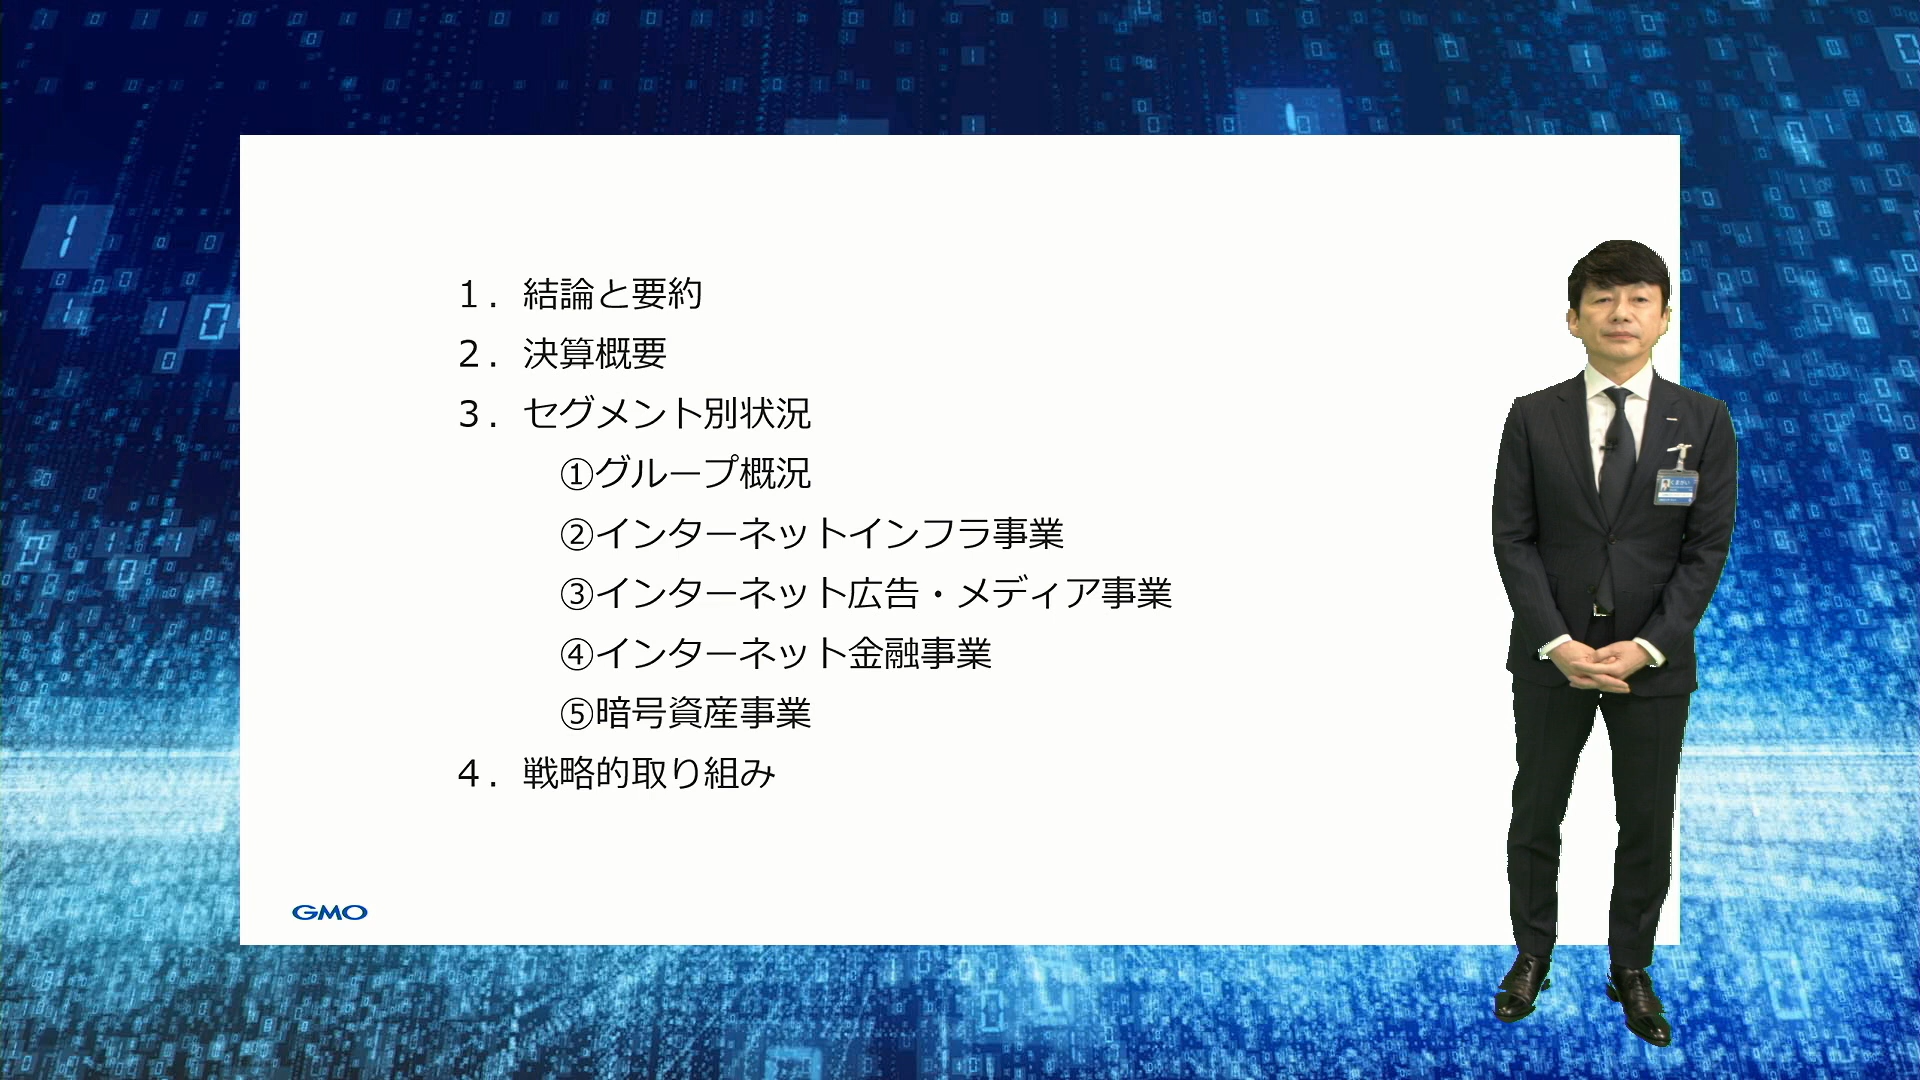 １．結論と要約
２．決算概要
３．セグメント別状況
①グループ概況
②インターネットインフラ事業
③インターネット広告・メディア事業
④インターネット金融事業
⑤暗号資産事業
４．戦略的取り組み
GMO
くまがい